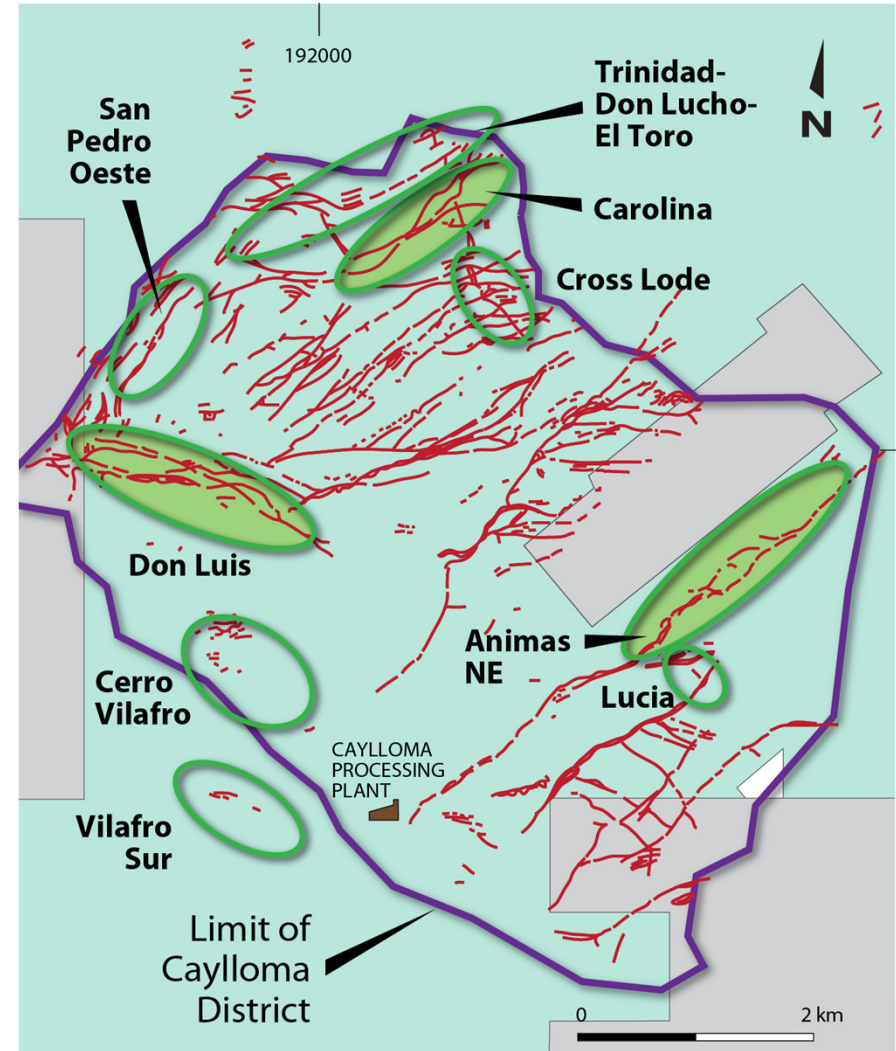 192000
Trinidad-
Don Lucho-
El Toro
San
Pedro
Oeste
N
Carolina
Cross Lode
Don Luis
Animas
NE
Lucia
Cerro
Vilafro
CAYLLOMA
PROCESSING
PLANT
Vilafro
Sur
Limit of
Caylloma
District
0
2 km